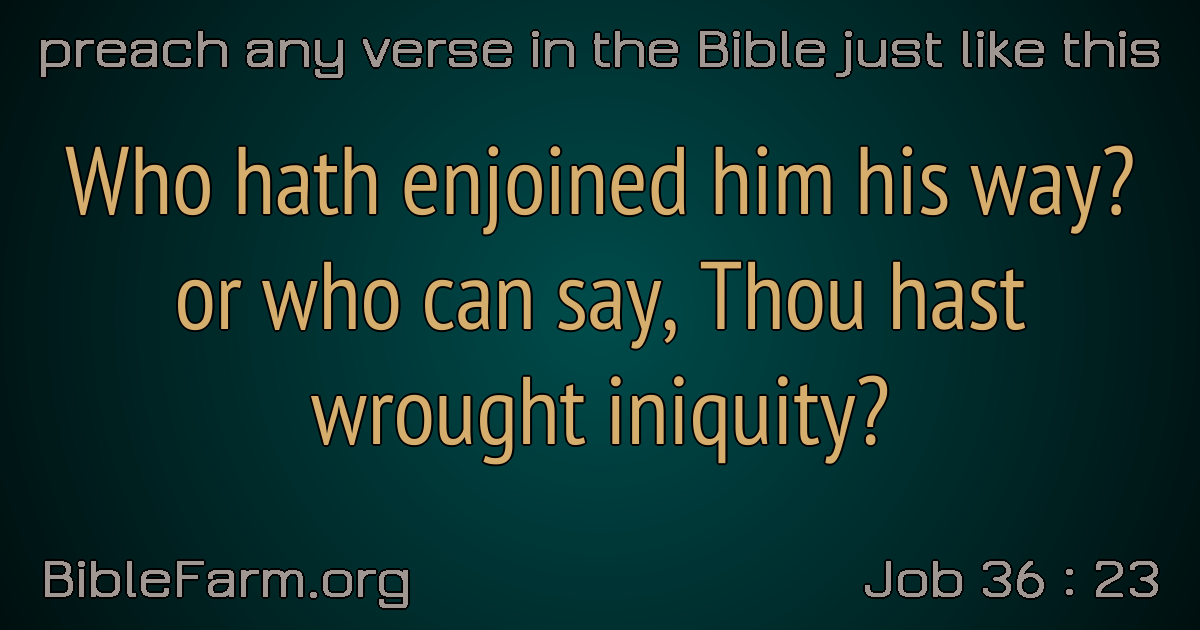 preach any verse in the Bible just like this
Who hath enjoined him his way?
or who can say, Thou hast
wrought iniquity?
BibleFarm.org
Job 36 : 23